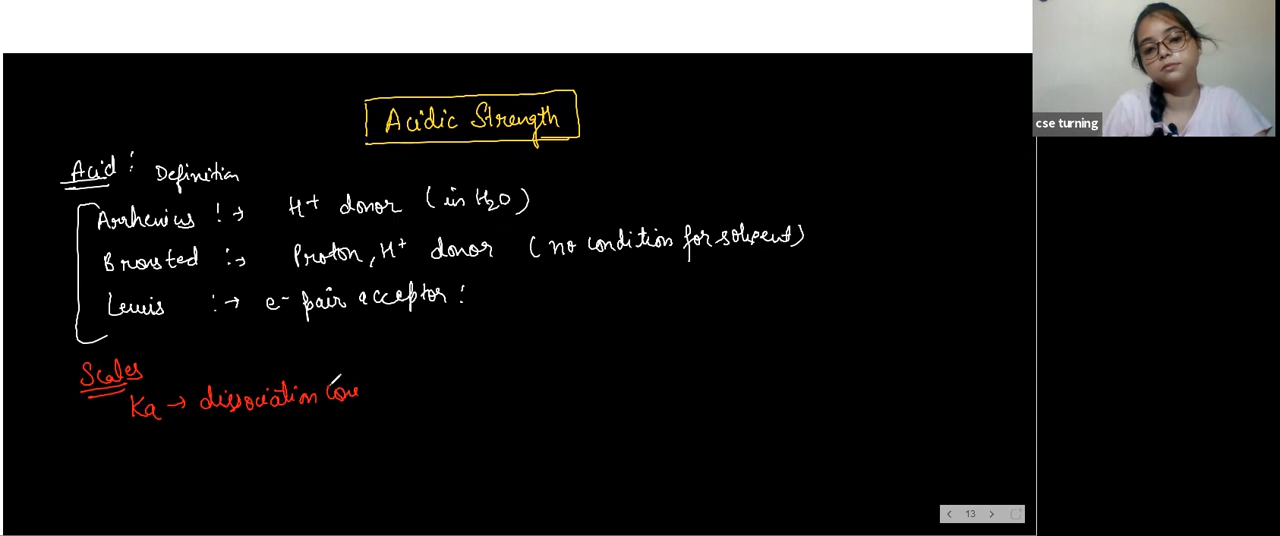 Acidic Strength
Acid : Definition
Arrhenius :→ H+ donor (in H2O)
Bronsted :→ Proton, H+ donor (no condition for solvent)
Lewis :→ e- pair acceptor :
Scales
Ka → dissociation con
cse turning
13